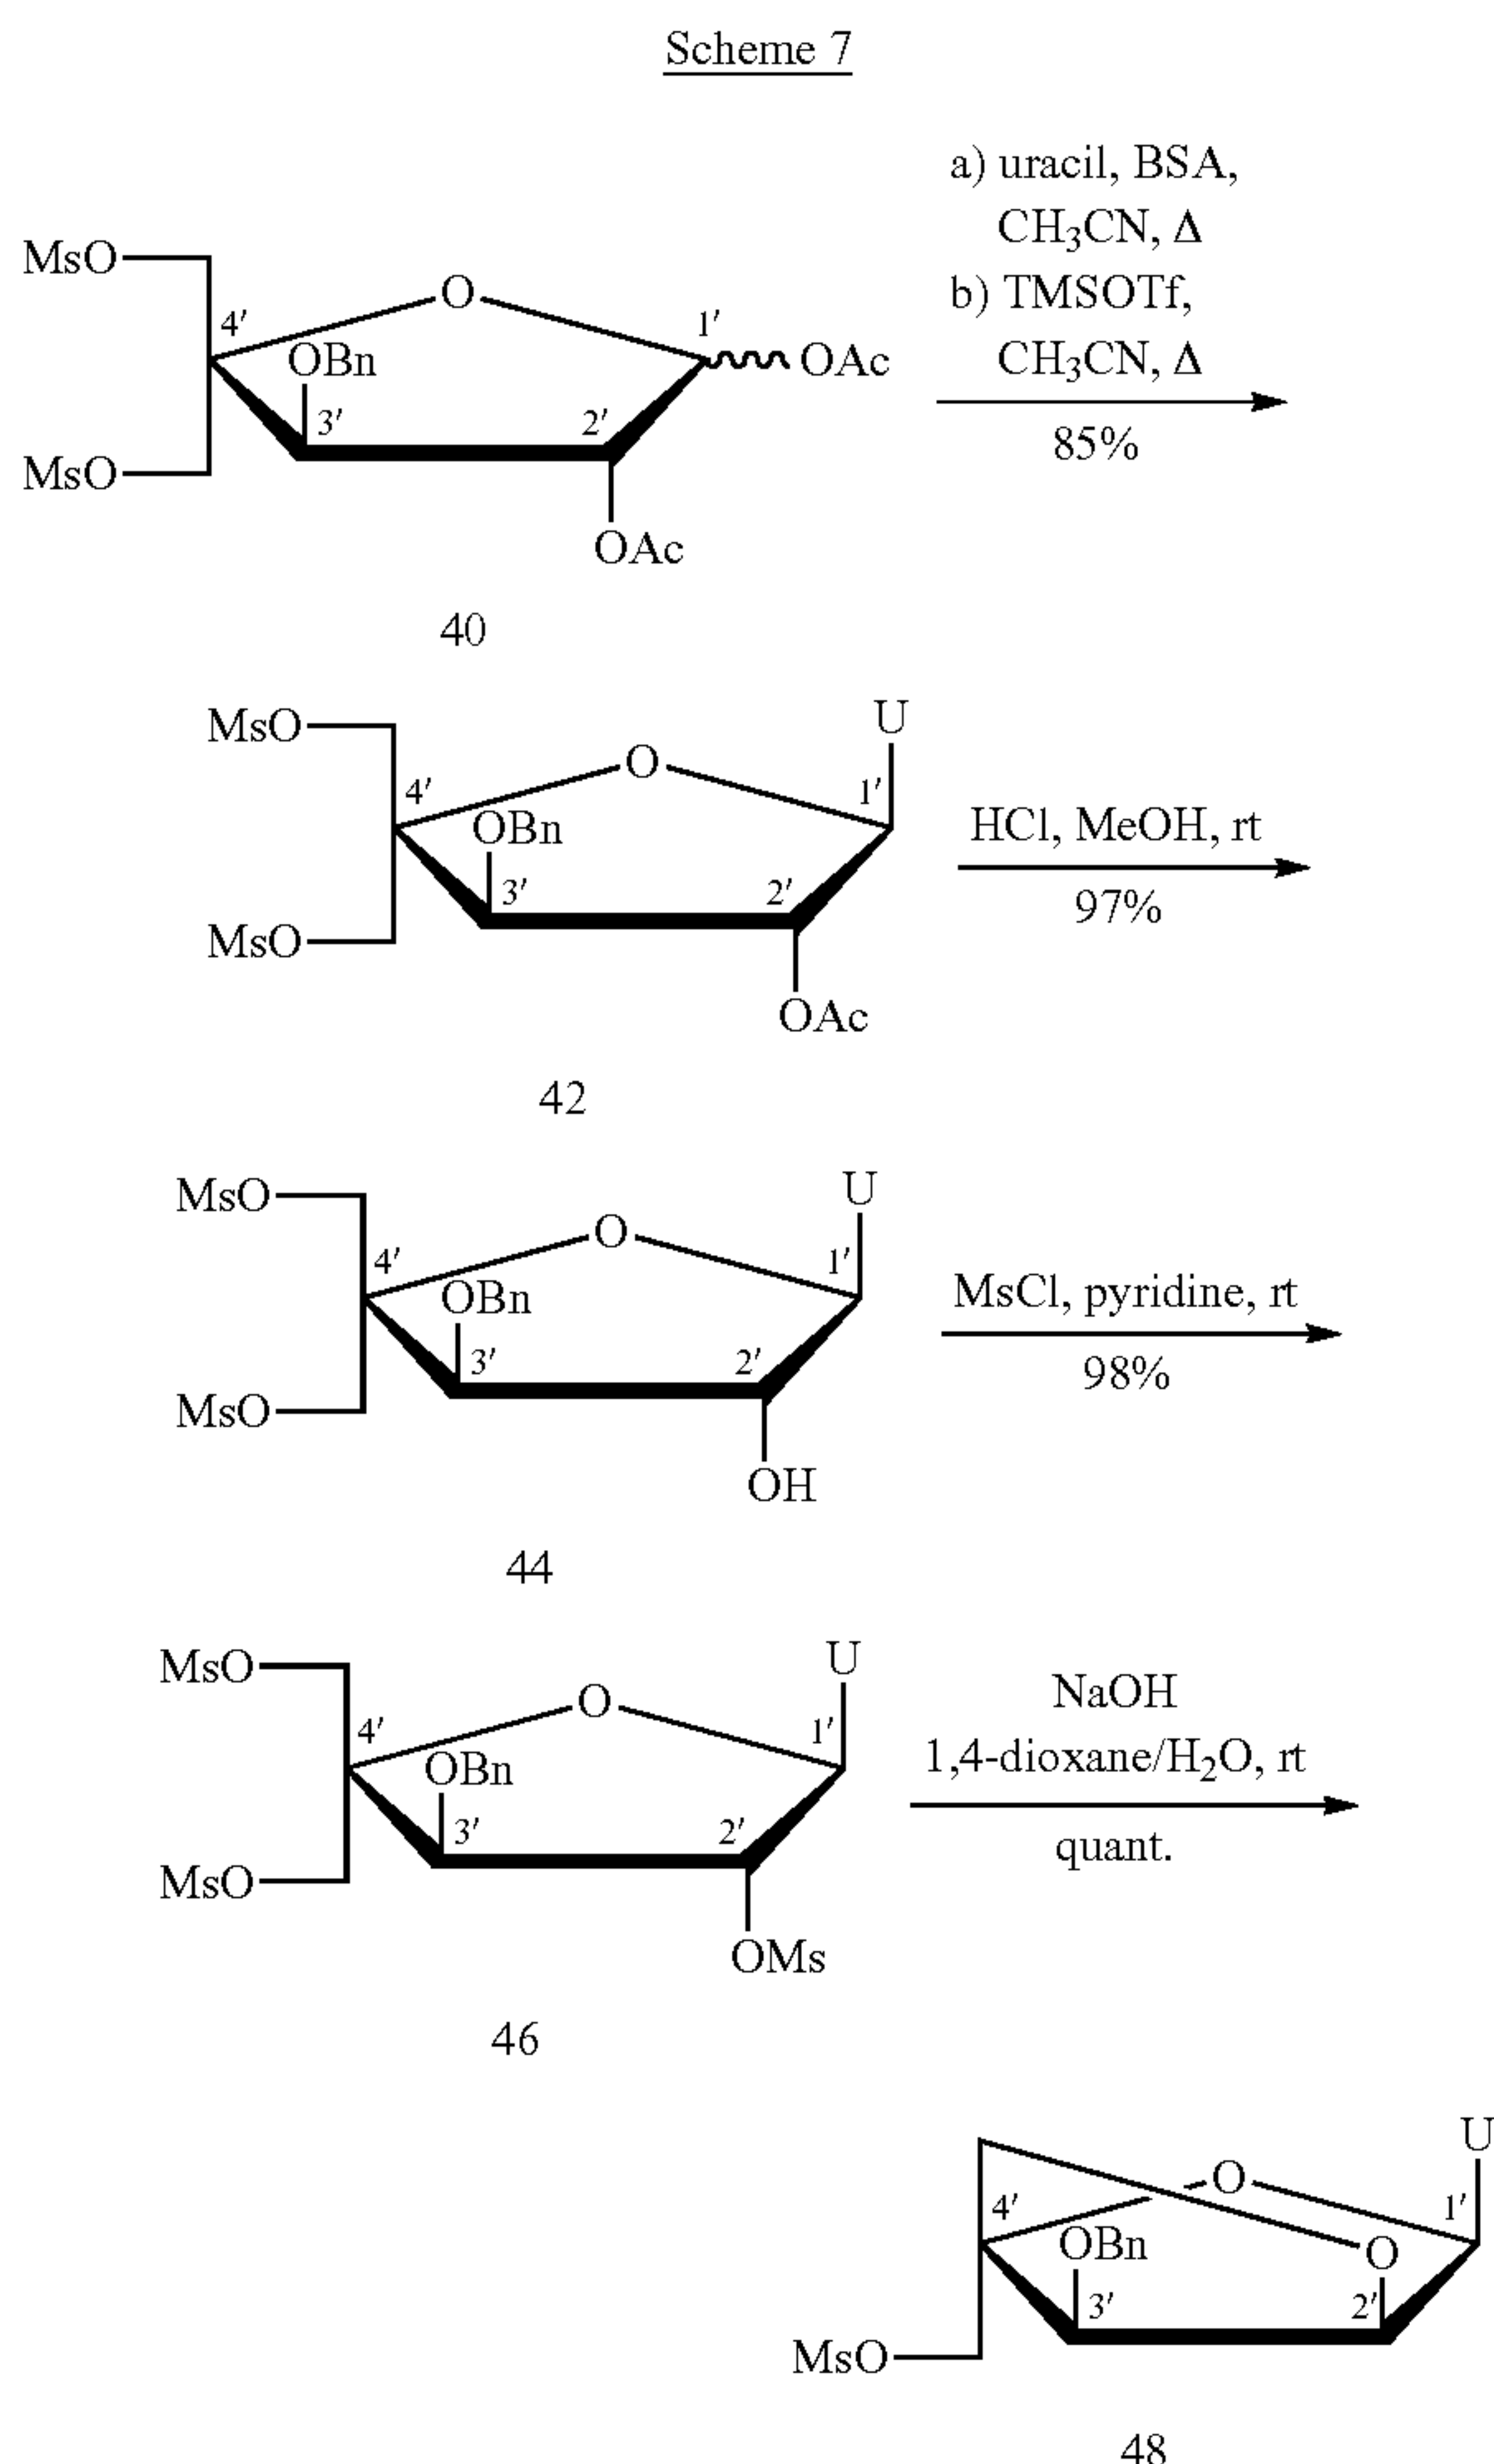 Scheme 7
a) uracil, BSA,
CH₃CN, Δ
b) TMSOTf,
CH₃CN, Δ
85%
MsO
O
4'
1'
OBn
OAc
3'
2'
MsO
OAc
40
U
MsO
O
4'
1'
OBn
HCl, MeOH, rt
97%
3'
2'
MsO
OAc
42
U
MsO
O
4'
1'
OBn
MsCl, pyridine, rt
98%
3'
2'
MsO
OH
44
U
MsO
O
4'
1'
OBn
NaOH
1,4-dioxane/H₂O, rt
quant.
3'
2'
MsO
OMs
46
U
O
4'
1'
OBn
O
3'
2'
MsO
48